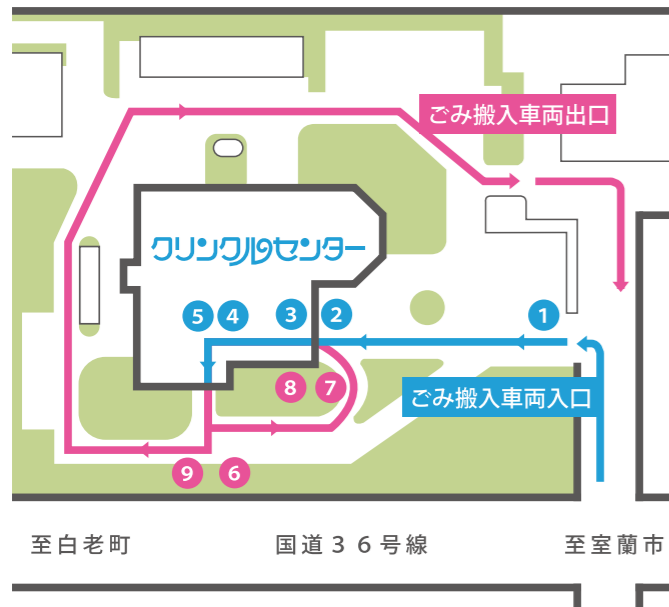 ごみ搬入車両出口
クリンクルセンター
5 4 3 2 1
ごみ搬入車両入口
8 7
9 6
至白老町 国道36号線 至室蘭市